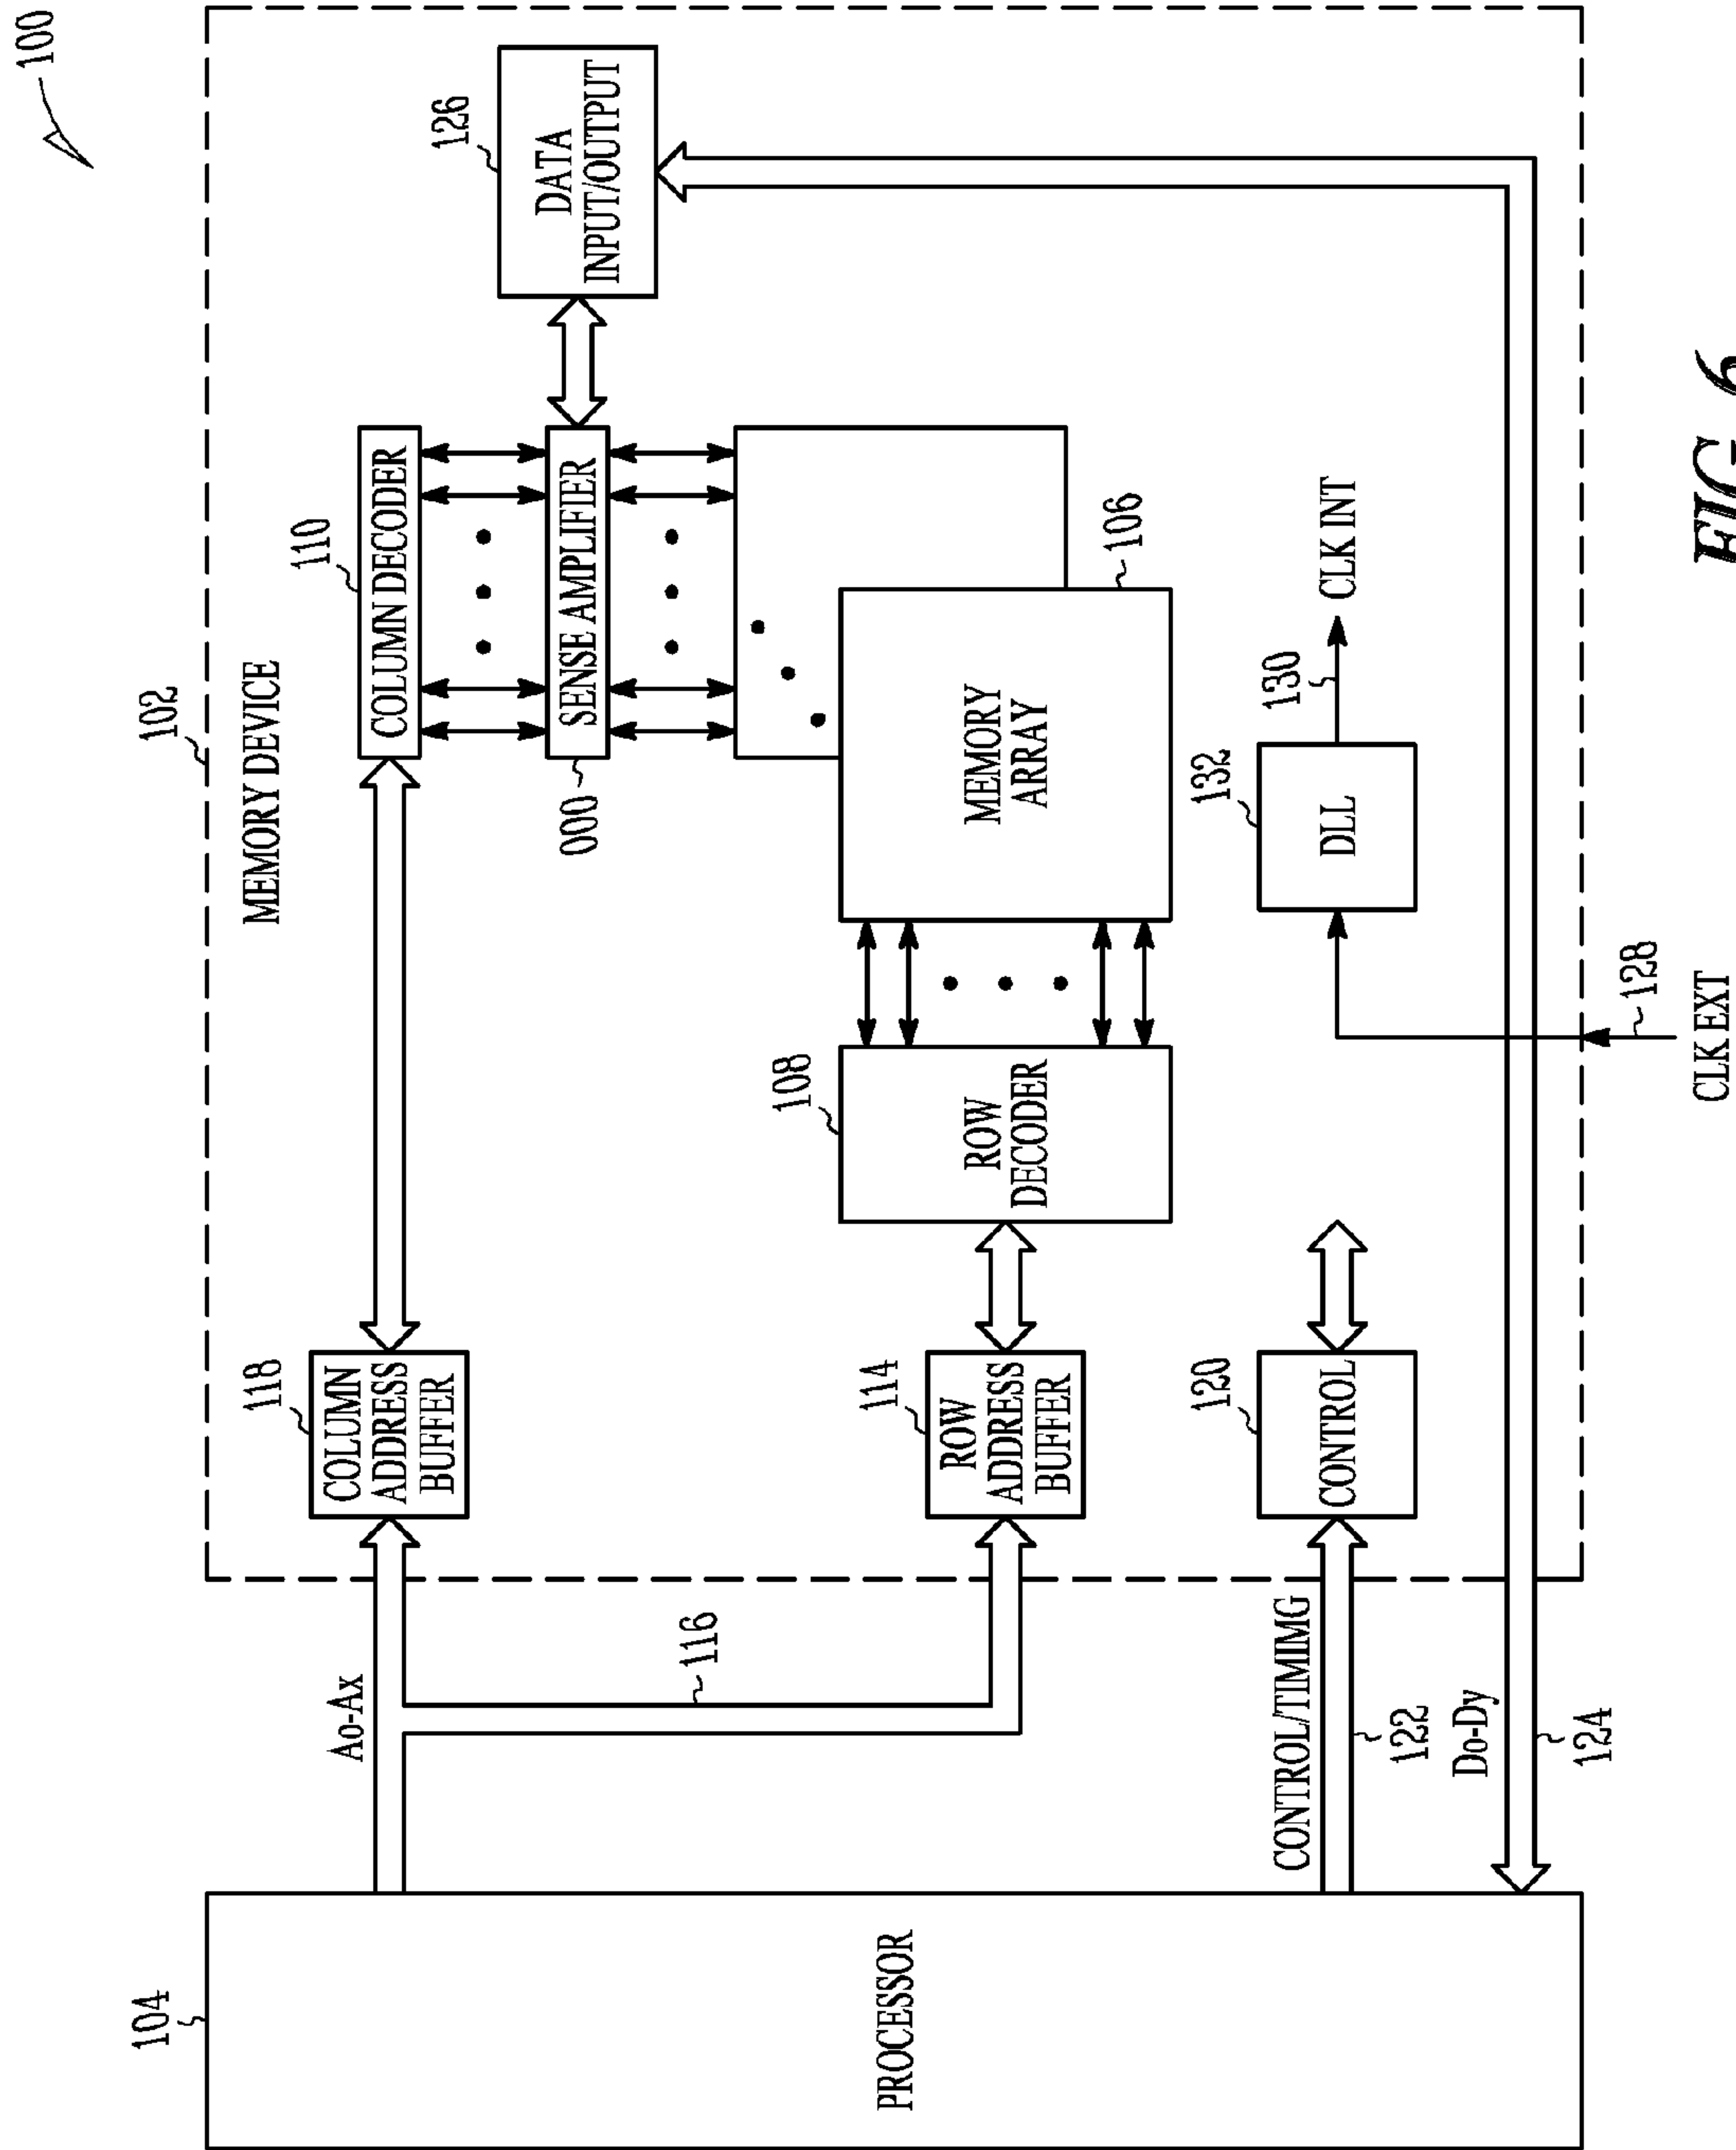 100
102
MEMORY DEVICE
104
PROCESSOR
Ao-Ax
116
118
COLUMN
ADDRESS
BUFFER
110
COLUMN DECODER
SENSE AMPLIFIER
000
126
DATA
INPUT/OUTPUT
114
ROW
ADDRESS
BUFFER
108
ROW
DECODER
MEMORY
ARRAY
106
CONTROL/TIMIMG
122
120
CONTROL
132
DLL
130
CLK INT
Do-Dy
124
128
CLK EXT
FIG. 6